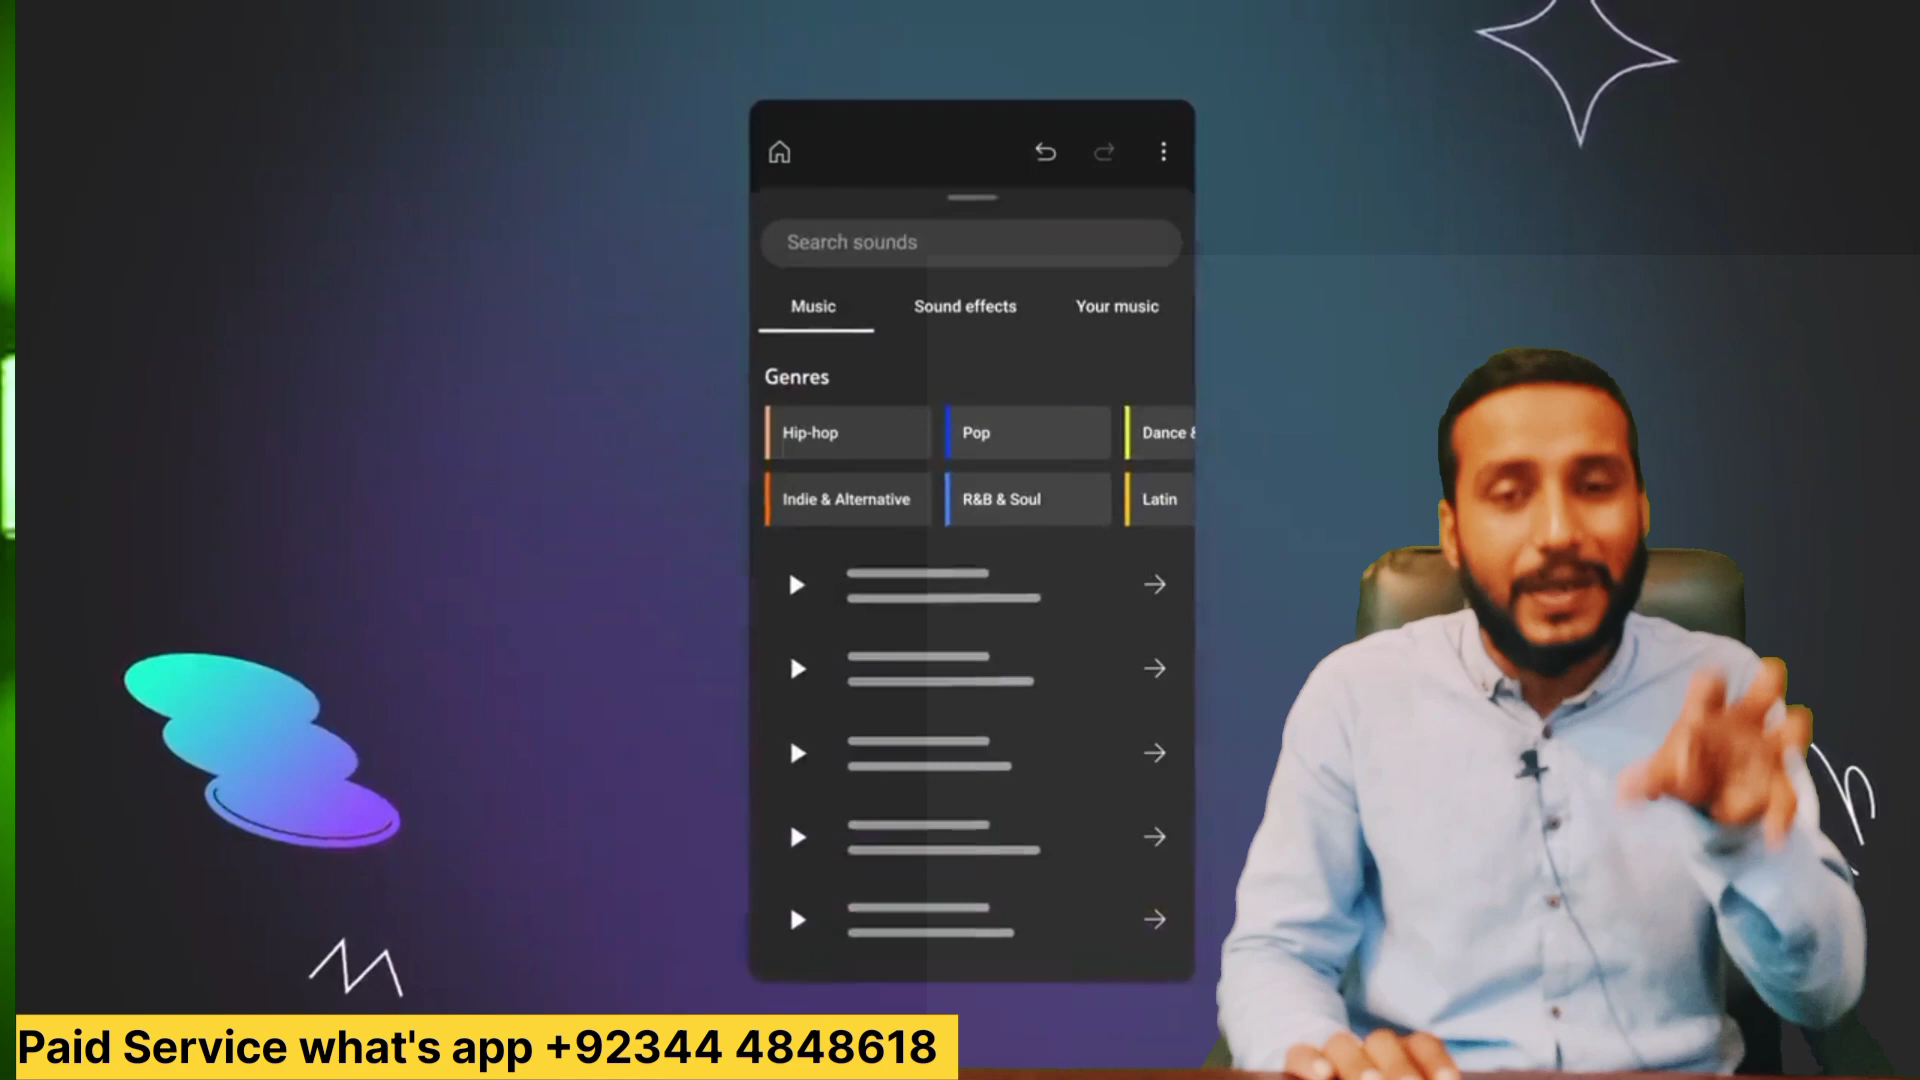 Search sounds
Music Sound effects Your music
Genres
Hip-hop Pop Dance &
Indie & Alternative R&B & Soul Latin
Paid Service what's app +92344 4848618